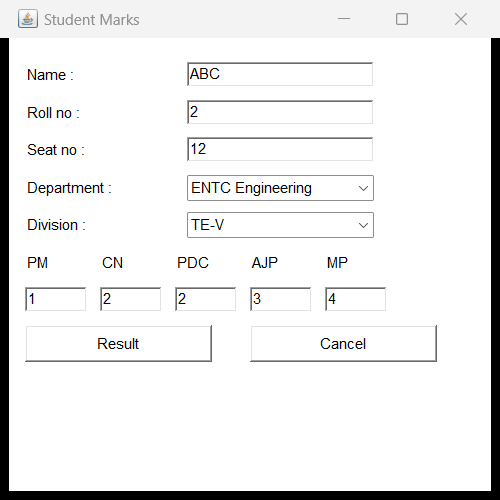 Student Marks
Name : ABC
Roll no : 2
Seat no : 12
Department : ENTC Engineering
Division : TE-V
PM CN PDC AJP MP
1 2 2 3 4
Result Cancel